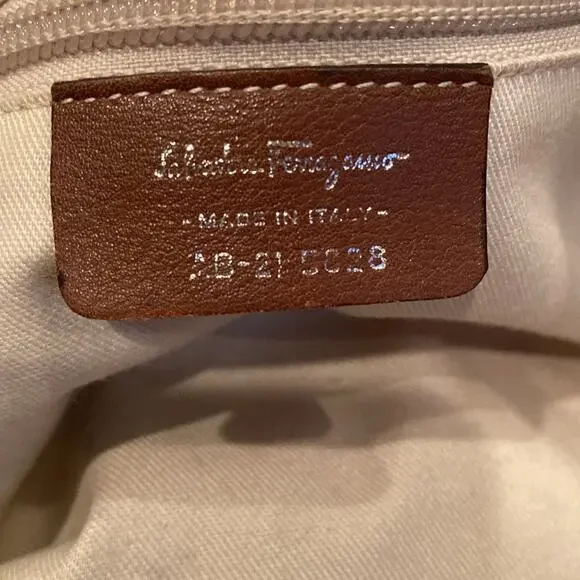 Salvatore Ferragamo
-MADE IN ITALY-
AB-21 5028